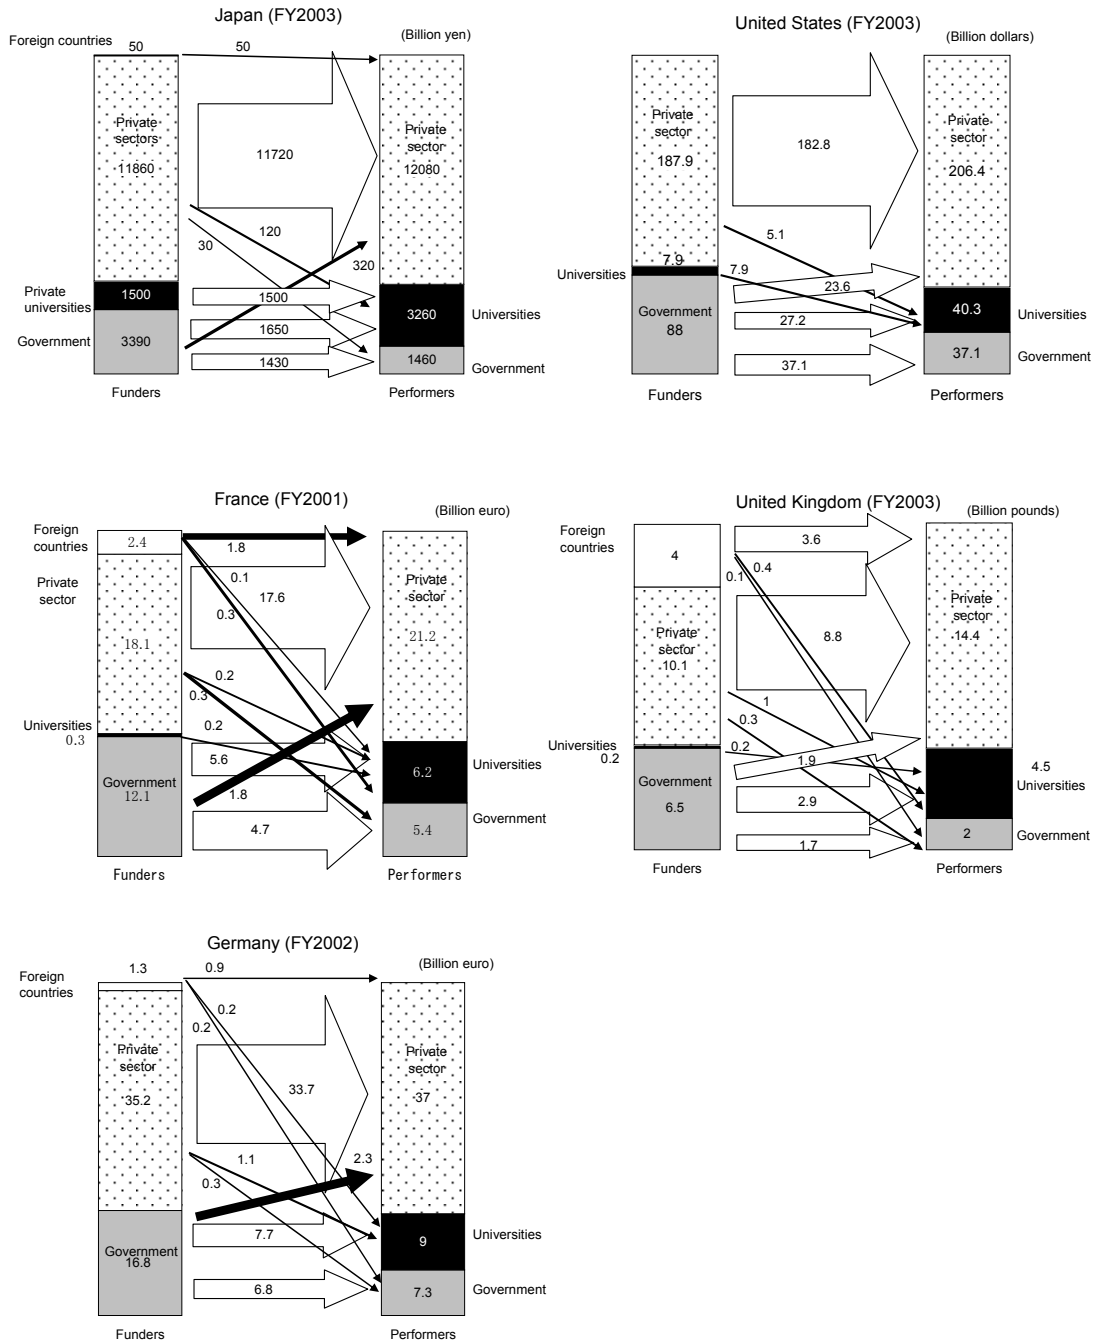 Japan (FY2003)
(Billion yen)
Foreign countries
50
50
Private
sectors
11860
11720
Private
sector
12080
120
30
320
Private
universities
1500
1500
3260
Universities
Government
3390
1650
1430
1460
Government
Funders
Performers
United States (FY2003)
(Billion dollars)
Private
sector
187.9
182.8
Private
sector
206.4
5.1
7.9
7.9
Universities
23.6
Government
88
27.2
40.3
Universities
37.1
37.1
Government
Funders
Performers
France (FY2001)
(Billion euro)
Foreign
countries
2.4
1.8
Private
sector
0.1
17.6
0.3
Private
sector
21.2
18.1
0.2
0.3
0.2
Universities
0.3
5.6
Government
12.1
1.8
6.2
Universities
4.7
5.4
Government
Funders
Performers
United Kingdom (FY2003)
(Billion pounds)
Foreign
countries
4
3.6
0.4
0.1
Private
sector
10.1
8.8
Private
sector
14.4
1
0.3
0.2
Universities
0.2
1.9
4.5
Universities
Government
6.5
2.9
1.7
2
Government
Funders
Performers
Germany (FY2002)
(Billion euro)
Foreign
countries
1.3
0.9
0.2
0.2
Private
sector
35.2
33.7
Private
sector
37
1.1
2.3
0.3
Government
16.8
7.7
9
Universities
6.8
7.3
Government
Funders
Performers